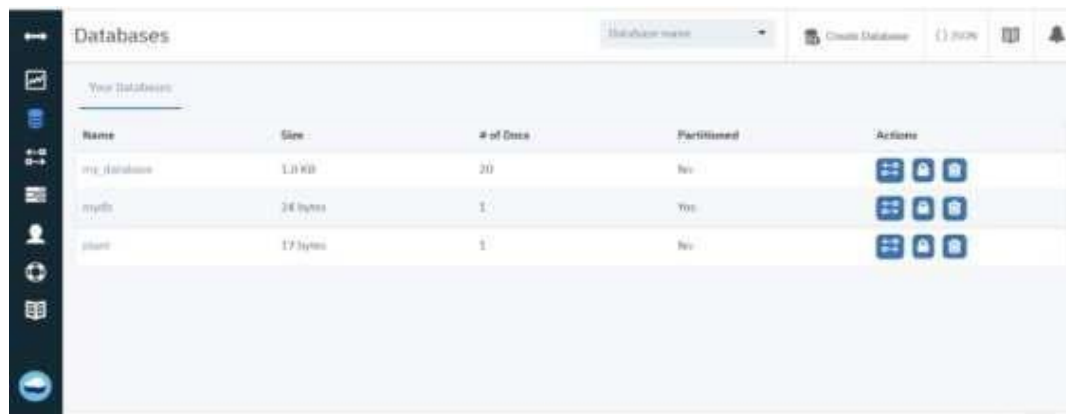 Databases Database name Create Database { } JSON
Your Databases
Name Size # of Docs Partitioned Actions
my_database 1.0 KB 20 No
mydb 24 bytes 1 Yes
17 bytes 1 No